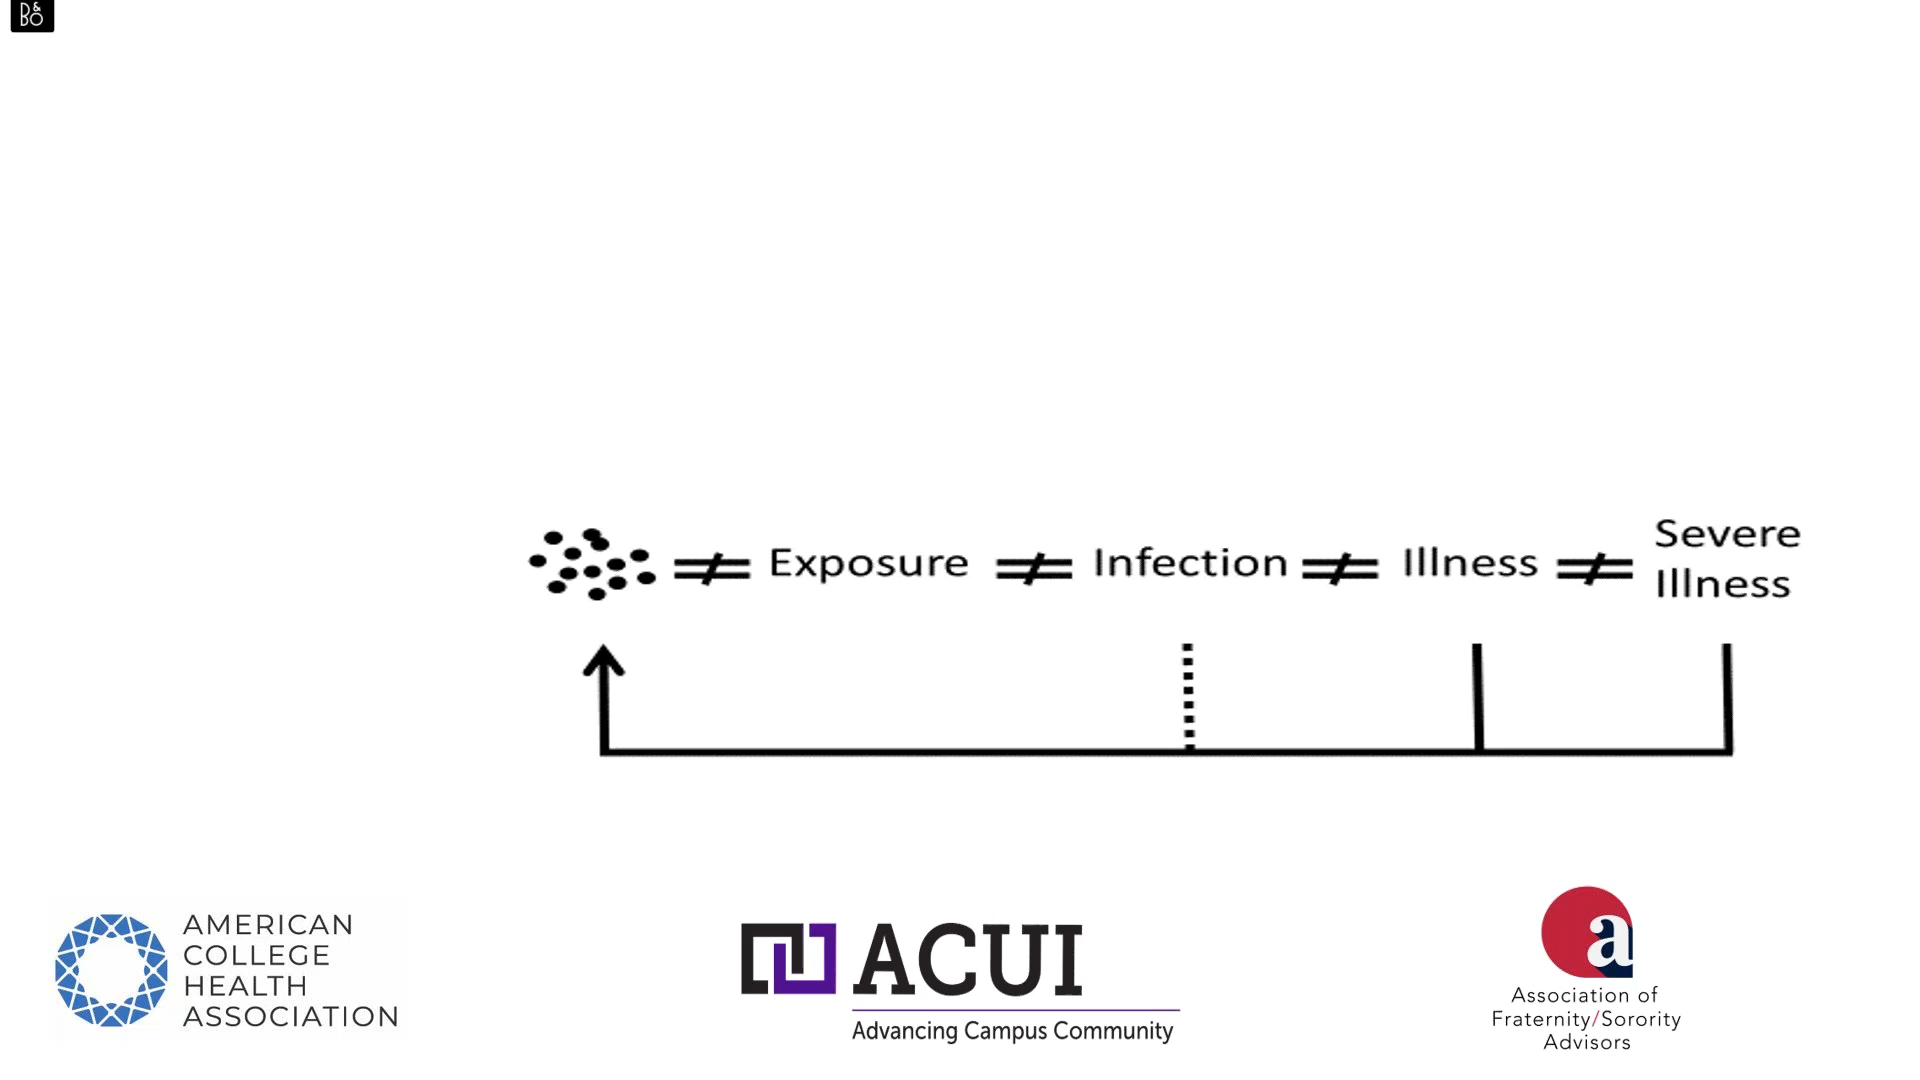 B&O
Exposure
Infection
Illness
Severe
Illness
AMERICAN
COLLEGE
HEALTH
ASSOCIATION
ACUI
Advancing Campus Community
a
Association of
Fraternity/Sorority
Advisors